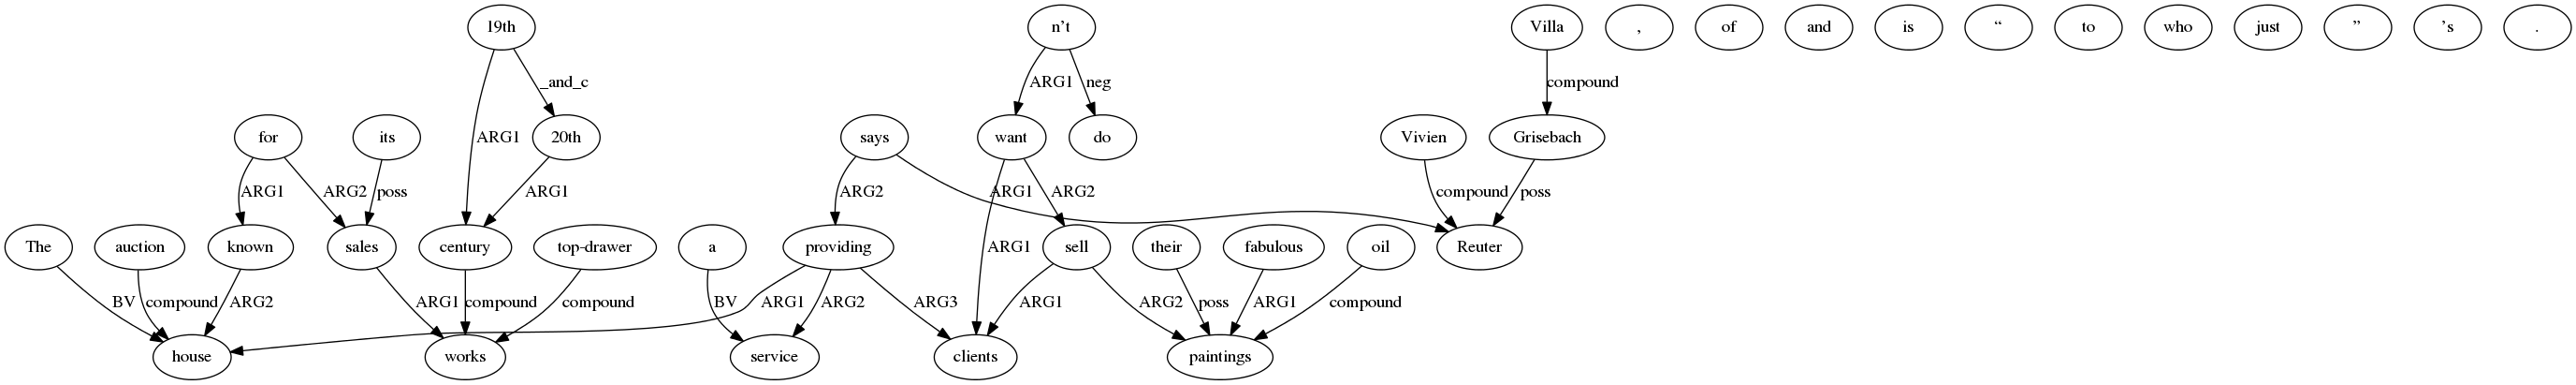 19th n’t Villa , of and is “ to who just ” ’s .
ARG1 _and_c ARG1 neg compound
for its 20th says want do Vivien Grisebach
ARG1 ARG2 poss ARG1 ARG2 ARG1 ARG2 compound poss
The auction known sales century top-drawer a providing sell their fabulous oil Reuter
BV compound ARG2 ARG1 compound compound BV ARG1 ARG2 ARG3 ARG1 ARG1 ARG2 poss ARG1 compound
house works service clients paintings